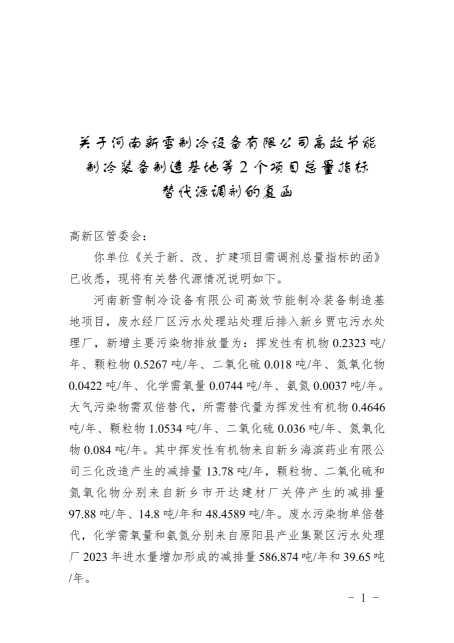 关于河南新雪制冷设备有限公司高效节能
制冷装备制造基地等 2 个项目总量指标
替代源调剂的复函
高新区管委会：
你单位《关于新、改、扩建项目需调剂总量指标的函》
已收悉，现将有关替代源情况说明如下。
河南新雪制冷设备有限公司高效节能制冷装备制造基
地项目，废水经厂区污水处理站处理后排入新乡贾屯污水处
理厂，新增主要污染物排放量为：挥发性有机物 0.2323 吨/
年、颗粒物 0.5267 吨/年、二氧化硫 0.018 吨/年、氮氧化物
0.0422 吨/年、化学需氧量 0.0744 吨/年、氨氮 0.0037 吨/年。
大气污染物需双倍替代，所需替代量为挥发性有机物 0.4646
吨/年、颗粒物 1.0534 吨/年、二氧化硫 0.036 吨/年、氮氧化
物 0.084 吨/年。其中挥发性有机物来自新乡海滨药业有限公
司三化改造产生的减排量 13.78 吨/年，颗粒物、二氧化硫和
氮氧化物分别来自新乡市开达建材厂关停产生的减排量
97.88 吨/年、14.8 吨/年和 48.4589 吨/年。废水污染物单倍替
代，化学需氧量和氨氮分别来自原阳县产业集聚区污水处理
厂 2023 年进水量增加形成的减排量 586.874 吨/年和 39.65 吨
/年。
- 1 -